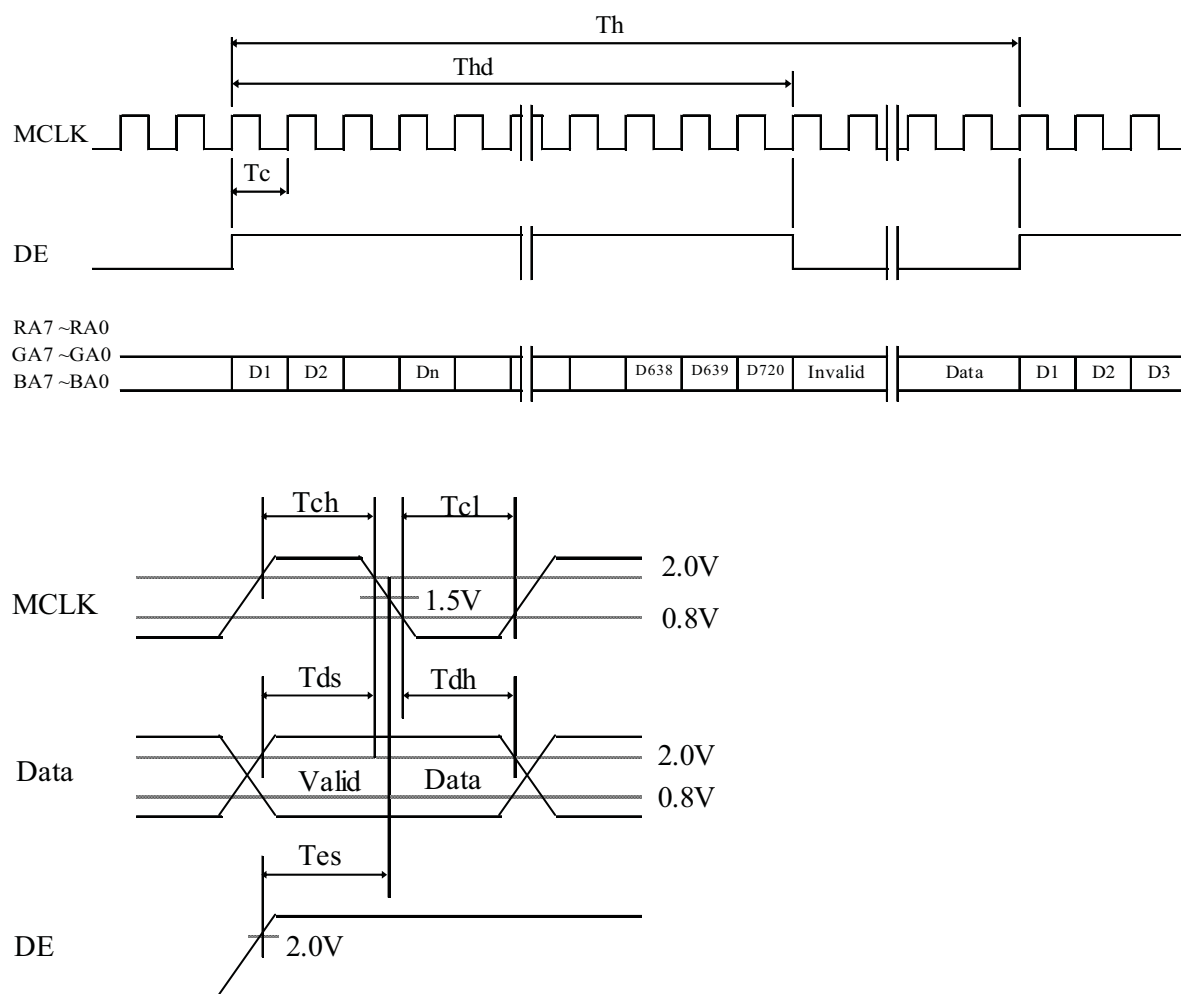 Th
Thd
MCLK
Tc
DE
RA7 ~RA0
GA7 ~GA0
BA7 ~BA0
D1 D2 Dn D638 D639 D720 Invalid Data D1 D2 D3
Tch Tcl
MCLK
2.0V
1.5V
0.8V
Tds Tdh
Data
2.0V
Valid Data
0.8V
Tes
DE
2.0V